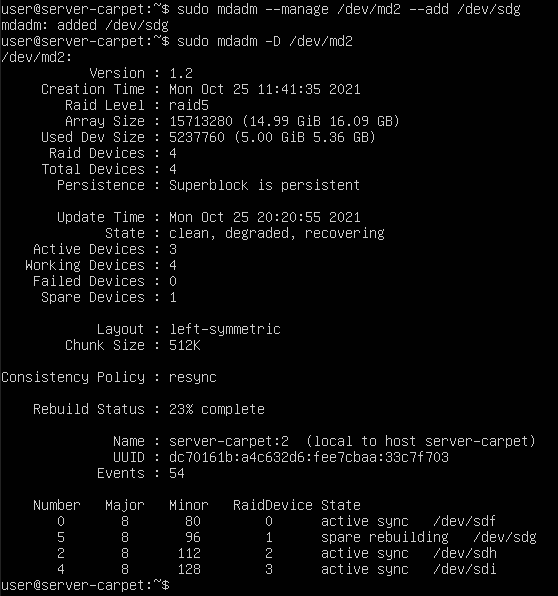 user@server-carpet:~$ sudo mdadm --manage /dev/md2 --add /dev/sdg
mdadm: added /dev/sdg
user@server-carpet:~$ sudo mdadm -D /dev/md2
/dev/md2:
Version : 1.2
Creation Time : Mon Oct 25 11:41:35 2021
Raid Level : raid5
Array Size : 15713280 (14.99 GiB 16.09 GB)
Used Dev Size : 5237760 (5.00 GiB 5.36 GB)
Raid Devices : 4
Total Devices : 4
Persistence : Superblock is persistent
Update Time : Mon Oct 25 20:20:55 2021
State : clean, degraded, recovering
Active Devices : 3
Working Devices : 4
Failed Devices : 0
Spare Devices : 1
Layout : left-symmetric
Chunk Size : 512K
Consistency Policy : resync
Rebuild Status : 23% complete
Name : server-carpet:2  (local to host server-carpet)
UUID : dc70161b:a4c632d6:fee7cbaa:33c7f703
Events : 54
Number   Major   Minor   RaidDevice State
0       8       80        0      active sync   /dev/sdf
5       8       96        1      spare rebuilding   /dev/sdg
2       8      112        2      active sync   /dev/sdh
4       8      128        3      active sync   /dev/sdi
user@server-carpet:~$